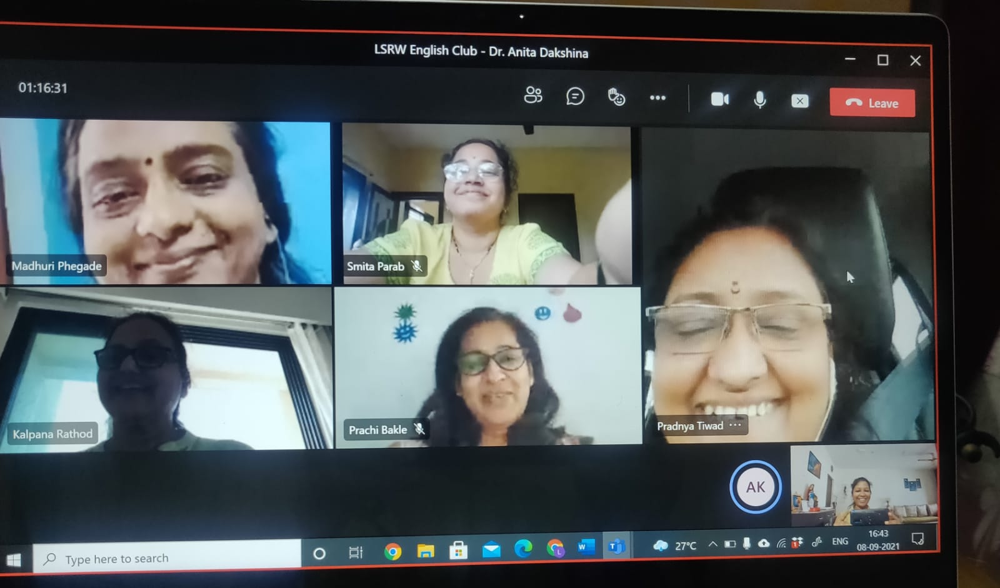 LSRW English Club - Dr. Anita Dakshina
01:16:31
Leave
Madhuri Phegade
Smita Parab
Kalpana Rathod
Prachi Bakle
Pradnya Tiwad ...
AK
Type here to search
27°C
ENG
16:43
08-09-2021